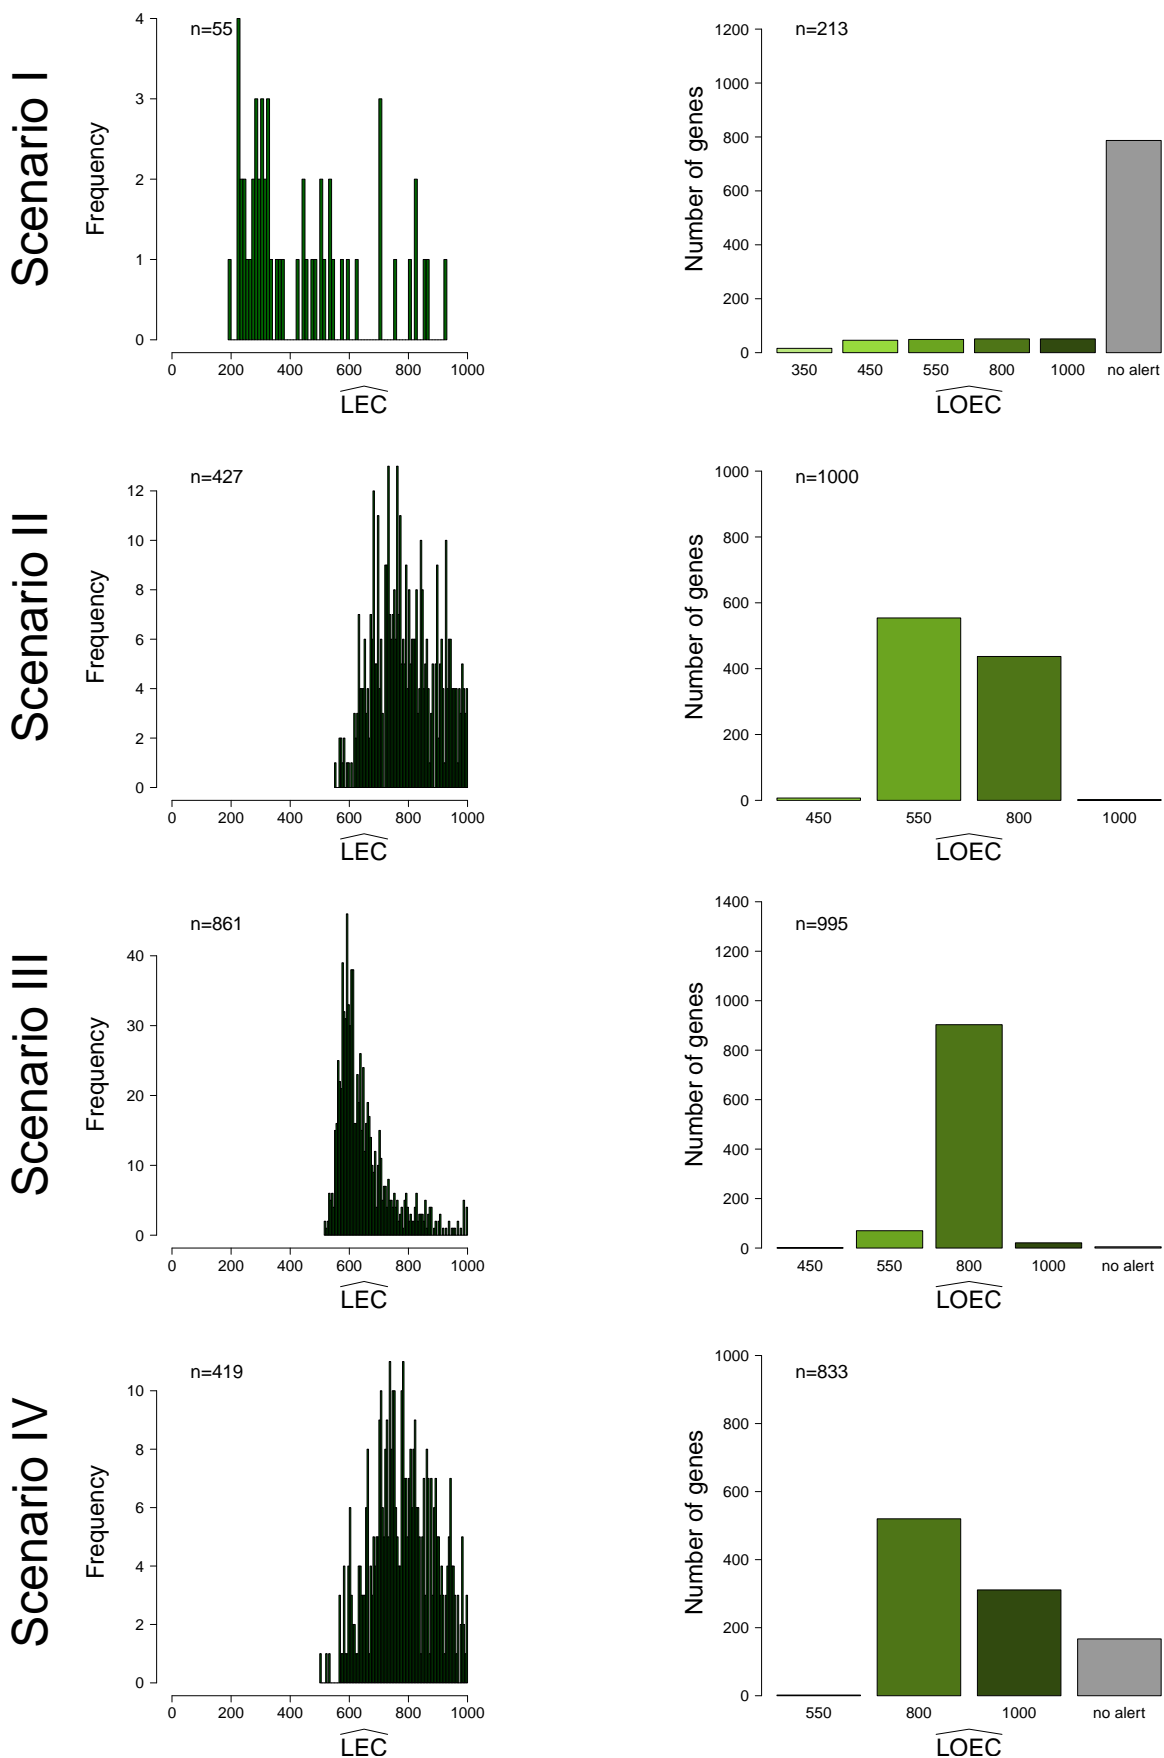 Scenario I
Frequency
n=55
4
3
2
1
0
0 200 400 600 800 1000
LEC
Number of genes
n=213
1200
1000
800
600
400
200
0
350 450 550 800 1000 no alert
LOEC
Scenario II
Frequency
n=427
12
10
8
6
4
2
0
0 200 400 600 800 1000
LEC
Number of genes
n=1000
1000
800
600
400
200
0
450 550 800 1000
LOEC
Scenario III
Frequency
n=861
40
30
20
10
0
0 200 400 600 800 1000
LEC
Number of genes
n=995
1400
1200
1000
800
600
400
200
0
450 550 800 1000 no alert
LOEC
Scenario IV
Frequency
n=419
10
8
6
4
2
0
0 200 400 600 800 1000
LEC
Number of genes
n=833
1000
800
600
400
200
0
550 800 1000 no alert
LOEC